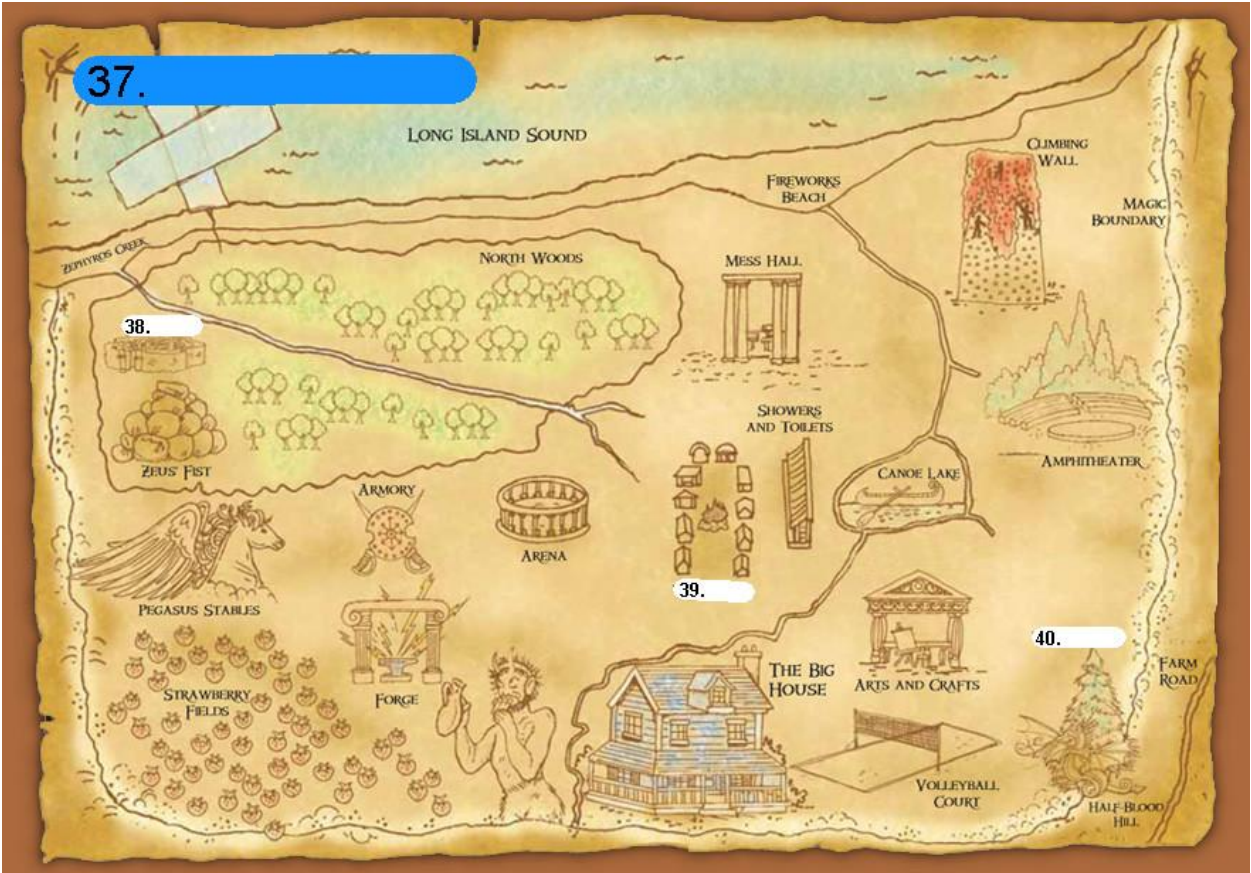 37.
LONG ISLAND SOUND
CLIMBING
WALL
FIREWORKS
BEACH
MAGIC
BOUNDARY
ZEPHYROS CREEK
NORTH WOODS
MESS HALL
38.
SHOWERS
AND TOILETS
ZEUS' FIST
CANOE LAKE
AMPHITHEATER
ARMORY
ARENA
39.
PEGASUS STABLES
40.
STRAWBERRY
FIELDS
FORGE
THE BIG
HOUSE
ARTS AND CRAFTS
FARM
ROAD
VOLLEYBALL
COURT
HALF-BLOOD
HILL